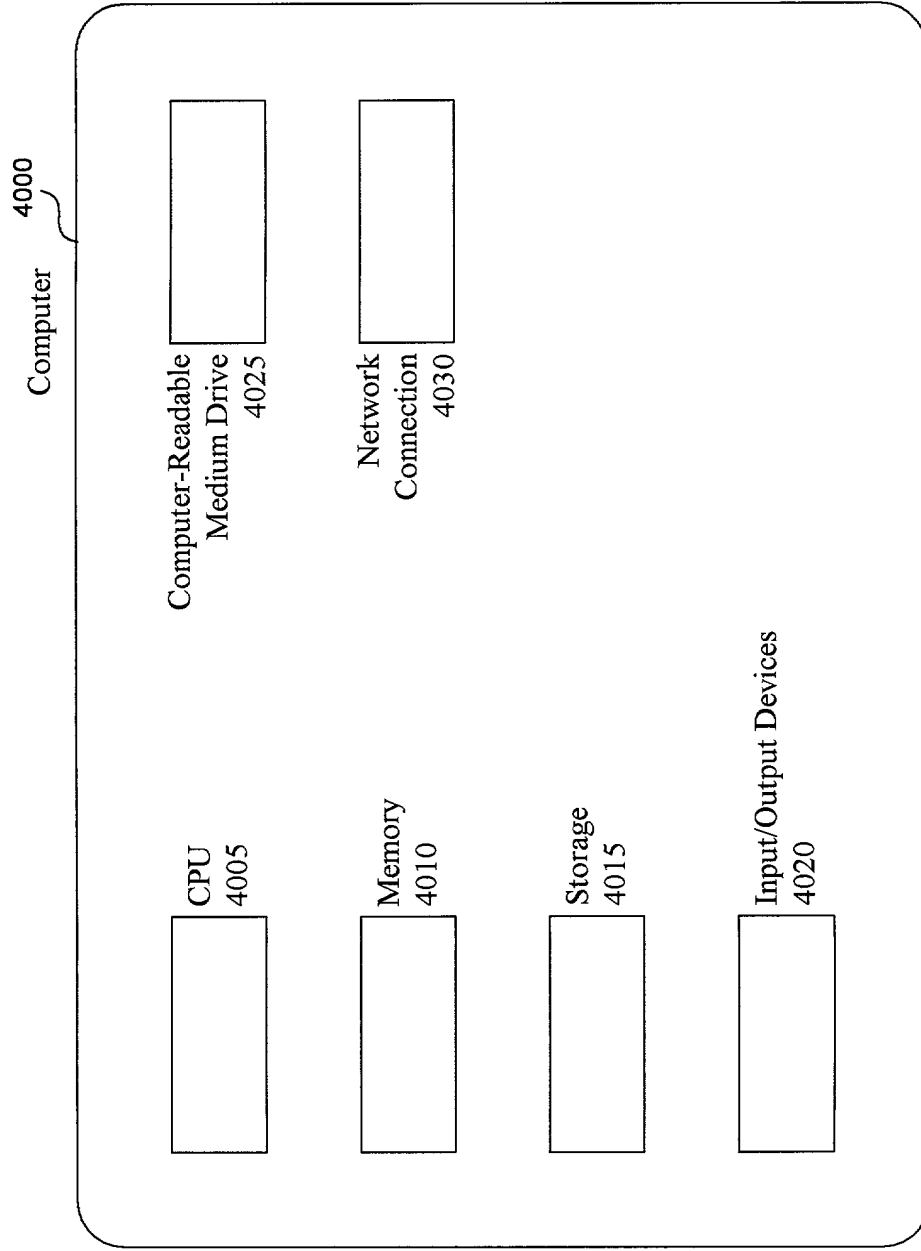 Computer 4000
CPU
4005
Memory
4010
Storage
4015
Input/Output Devices
4020
Computer-Readable
Medium Drive
4025
Network
Connection
4030